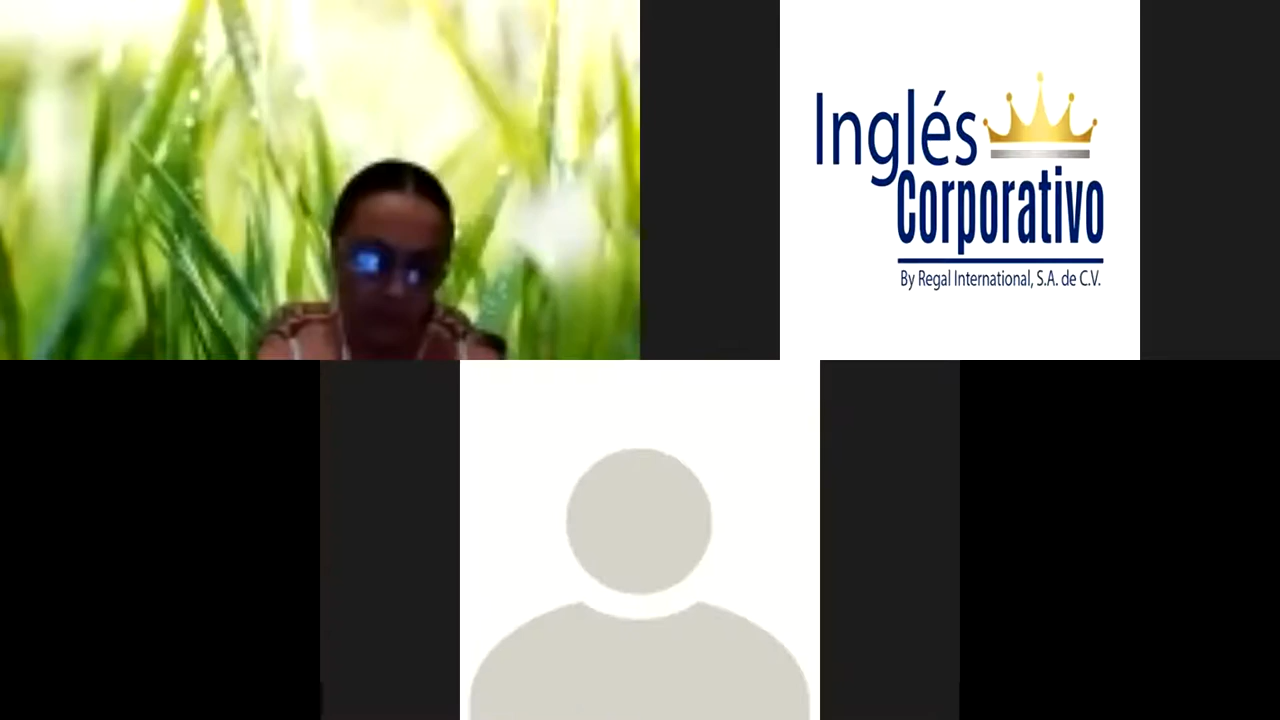 Inglés
Corporativo
By Regal International, S.A. de C.V.